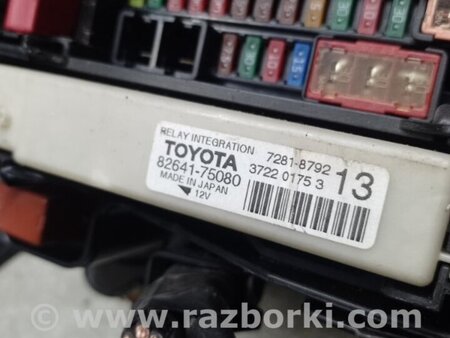 RELAY INTEGRATION
TOYOTA
82641-75080
MADE IN JAPAN
12V
7281-8792
3722 0175 3
13
© www.razborki.com